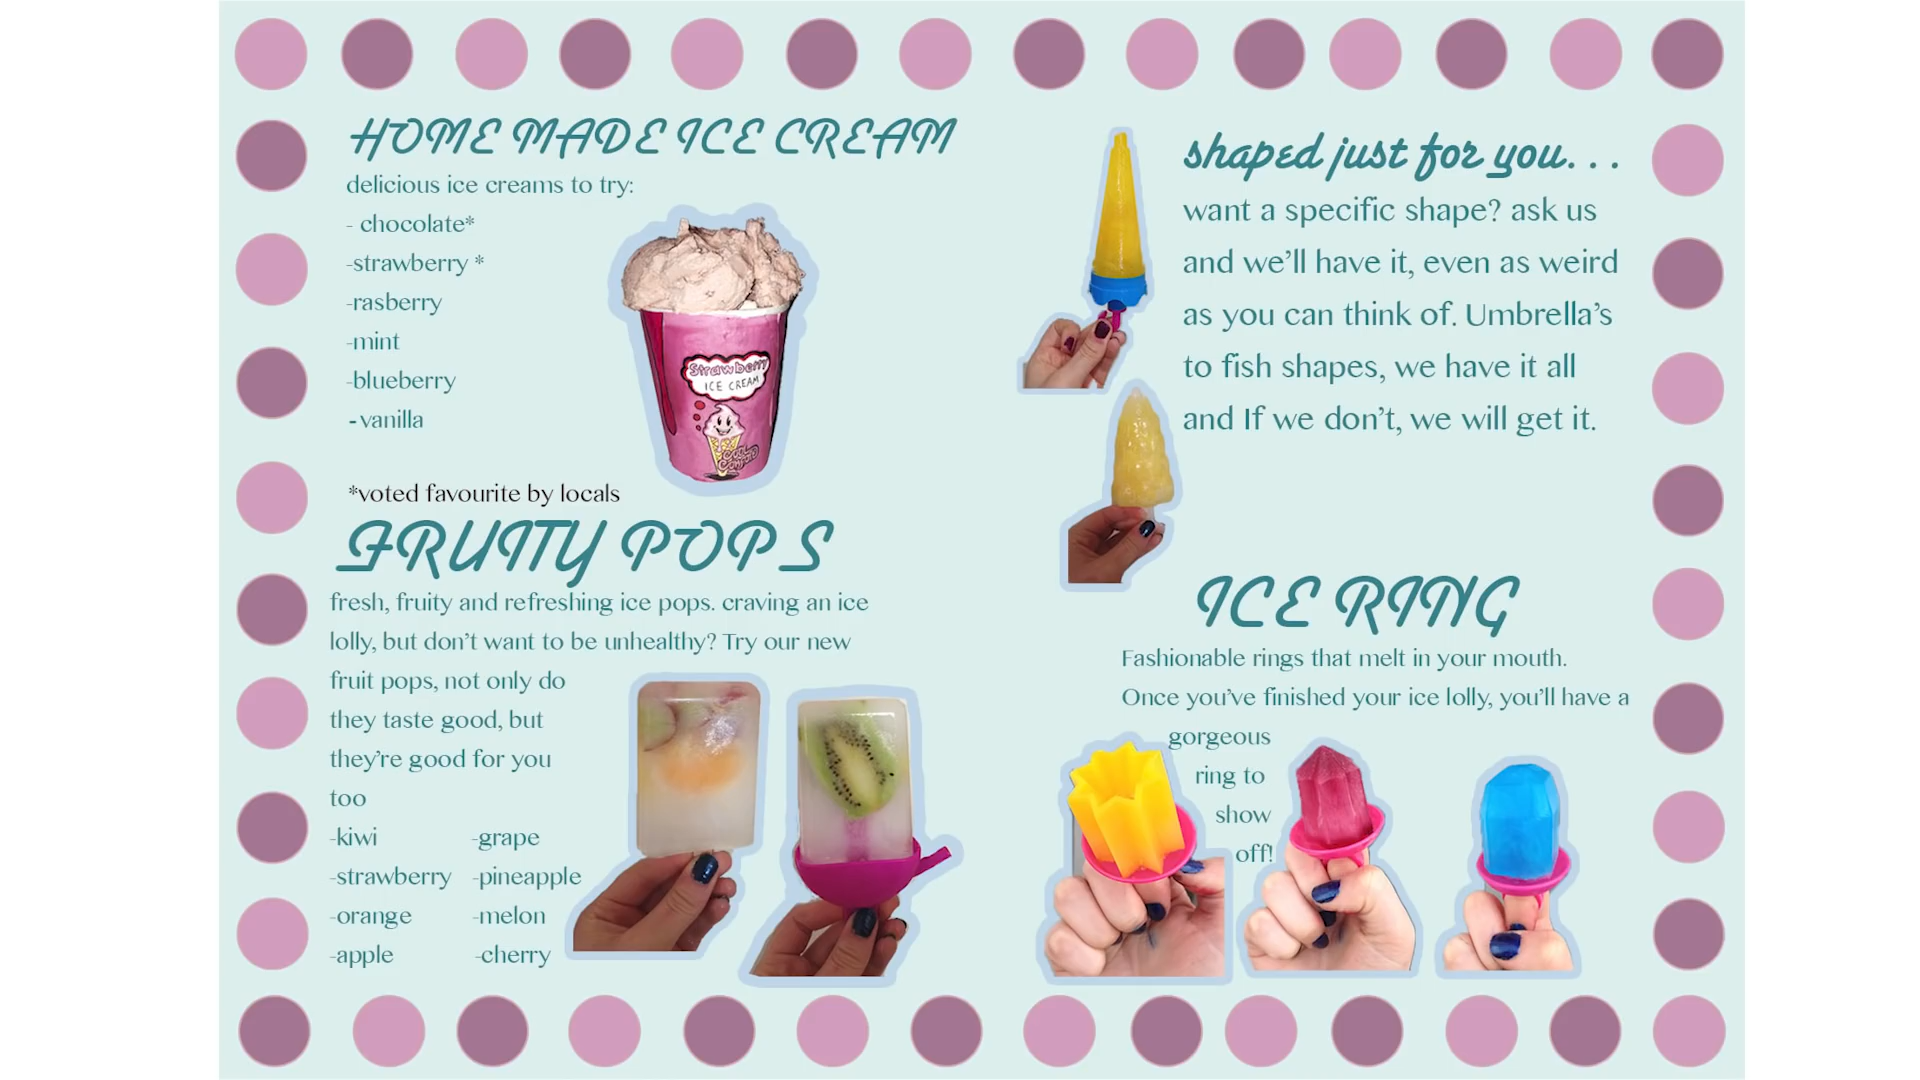 HOME MADE ICE CREAM
delicious ice creams to try:
- chocolate*
-strawberry *
-rasberry
-mint
-blueberry
-vanilla
*voted favourite by locals
Strawberry
ICE CREAM
FRUITY POPS
fresh, fruity and refreshing ice pops. craving an ice
lolly, but don't want to be unhealthy? Try our new
fruit pops, not only do
they taste good, but
they're good for you
too
-kiwi -grape
-strawberry -pineapple
-orange -melon
-apple -cherry
shaped just for you...
want a specific shape? ask us
and we'll have it, even as weird
as you can think of. Umbrella's
to fish shapes, we have it all
and If we don't, we will get it.
ICE RING
Fashionable rings that melt in your mouth.
Once you've finished your ice lolly, you'll have a
gorgeous
ring to
show
off!